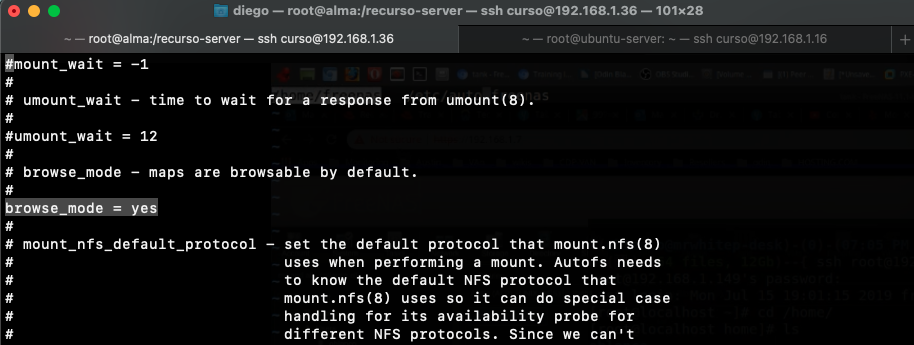 diego — root@alma:/recurso-server — ssh curso@192.168.1.36 — 101×28
~ — root@alma:/recurso-server — ssh curso@192.168.1.36
~ — root@ubuntu-server: ~ — ssh curso@192.168.1.16
+
#mount_wait = -1
#
# umount_wait - time to wait for a response from umount(8).
#
#umount_wait = 12
#
# browse_mode - maps are browsable by default.
#
browse_mode = yes
#
# mount_nfs_default_protocol - set the default protocol that mount.nfs(8)
# uses when performing a mount. Autofs needs
# to know the default NFS protocol that
# mount.nfs(8) uses so it can do special case
# handling for its availability probe for
# different NFS protocols. Since we can't